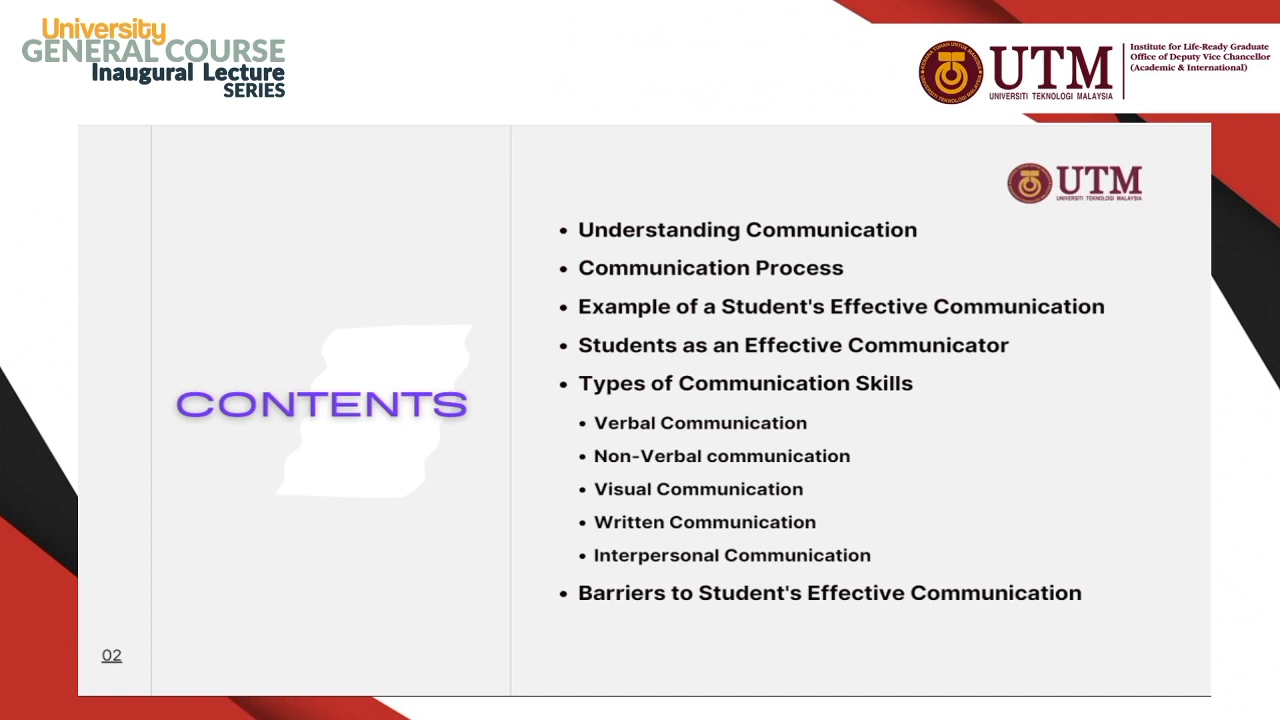 University
GENERAL COURSE
Inaugural Lecture
SERIES
UTM
UNIVERSITI TEKNOLOGI MALAYSIA
Institute for Life-Ready Graduate
Office of Deputy Vice Chancellor
(Academic & International)
UTM
UNIVERSITI TEKNOLOGI MALAYSIA
CONTENTS
• Understanding Communication
• Communication Process
• Example of a Student's Effective Communication
• Students as an Effective Communicator
• Types of Communication Skills
• Verbal Communication
• Non-Verbal communication
• Visual Communication
• Written Communication
• Interpersonal Communication
• Barriers to Student's Effective Communication
02